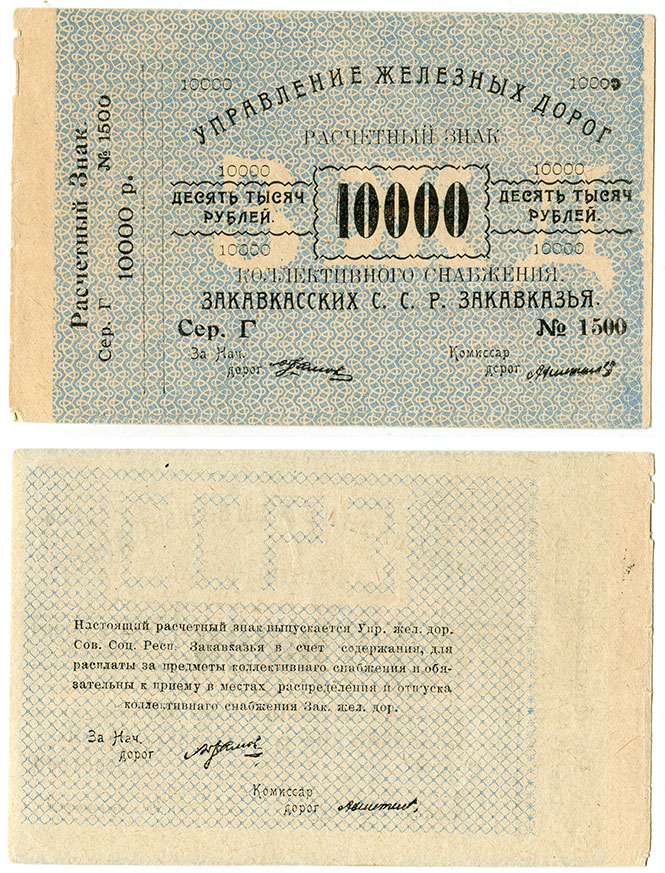 Расчетный Знак.
Сер. Г 10000 р. № 1500
10000 10000
УПРАВЛЕНИЕ ЖЕЛЕЗНЫХ ДОРОГ
РАСЧЕТНЫЙ ЗНАК
10000 10000
ДЕСЯТЬ ТЫСЯЧ
РУБЛЕЙ.
10000
ДЕСЯТЬ ТЫСЯЧ
РУБЛЕЙ.
10000 10000
КОЛЛЕКТИВНОГО СНАБЖЕНИЯ
ЗАКАВКАССКИХ С. С. Р. ЗАКАВКАЗЬЯ.
Сер. Г № 1500
За Нач.
дорог
Комиссар
дорог
Настоящий расчетный знак выпускается Упр. жел. дор.
Сов. Соц. Респ. Закавказья в счет содержания, для
расплаты за предметы коллективнаго снабжения и обя-
зательны к приему в местах распределения и отпуска
коллективнаго снабжения Зак. жел. дор.
За Нач.
дорог
Комиссар
дорог